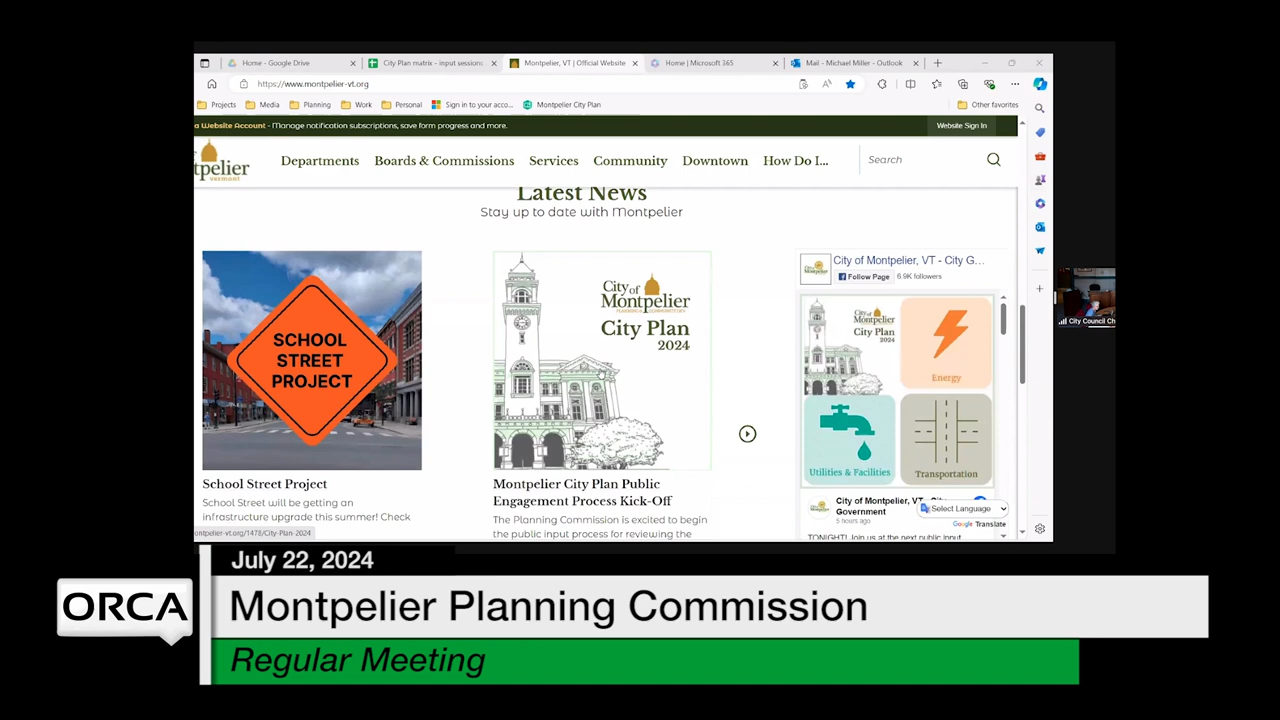 Home - Google Drive
City Plan matrix - input sessions
Montpelier, VT | Official Website
Home | Microsoft 365
Mail - Michael Miller - Outlook
https://www.montpelier-vt.org
Projects
Media
Planning
Work
Personal
Sign in to your acco...
Montpelier City Plan
Other favorites
a Website Account - Manage notification subscriptions, save form progress and more.
Website Sign In
tpelier
vermont
Departments
Boards & Commissions
Services
Community
Downtown
How Do I...
Search
Latest News
Stay up to date with Montpelier
SCHOOL
STREET
PROJECT
School Street Project
School Street will be getting an
infrastructure upgrade this summer! Check
ontpelier-vt.org/1478/City-Plan-2024
City of
Montpelier
City Plan
2024
Montpelier City Plan Public
Engagement Process Kick-Off
The Planning Commission is excited to begin
the public input process for reviewing the
City of Montpelier, VT - City G...
Follow Page
6.9K followers
City of
Montpelier
City Plan
2024
Energy
Utilities & Facilities
Transportation
City of Montpelier, VT - City
Government
5 hours ago
Select Language
Google Translate
TONIGHT! Join us at the next public input
City Council Ch
July 22, 2024
ORCA
Montpelier Planning Commission
Regular Meeting